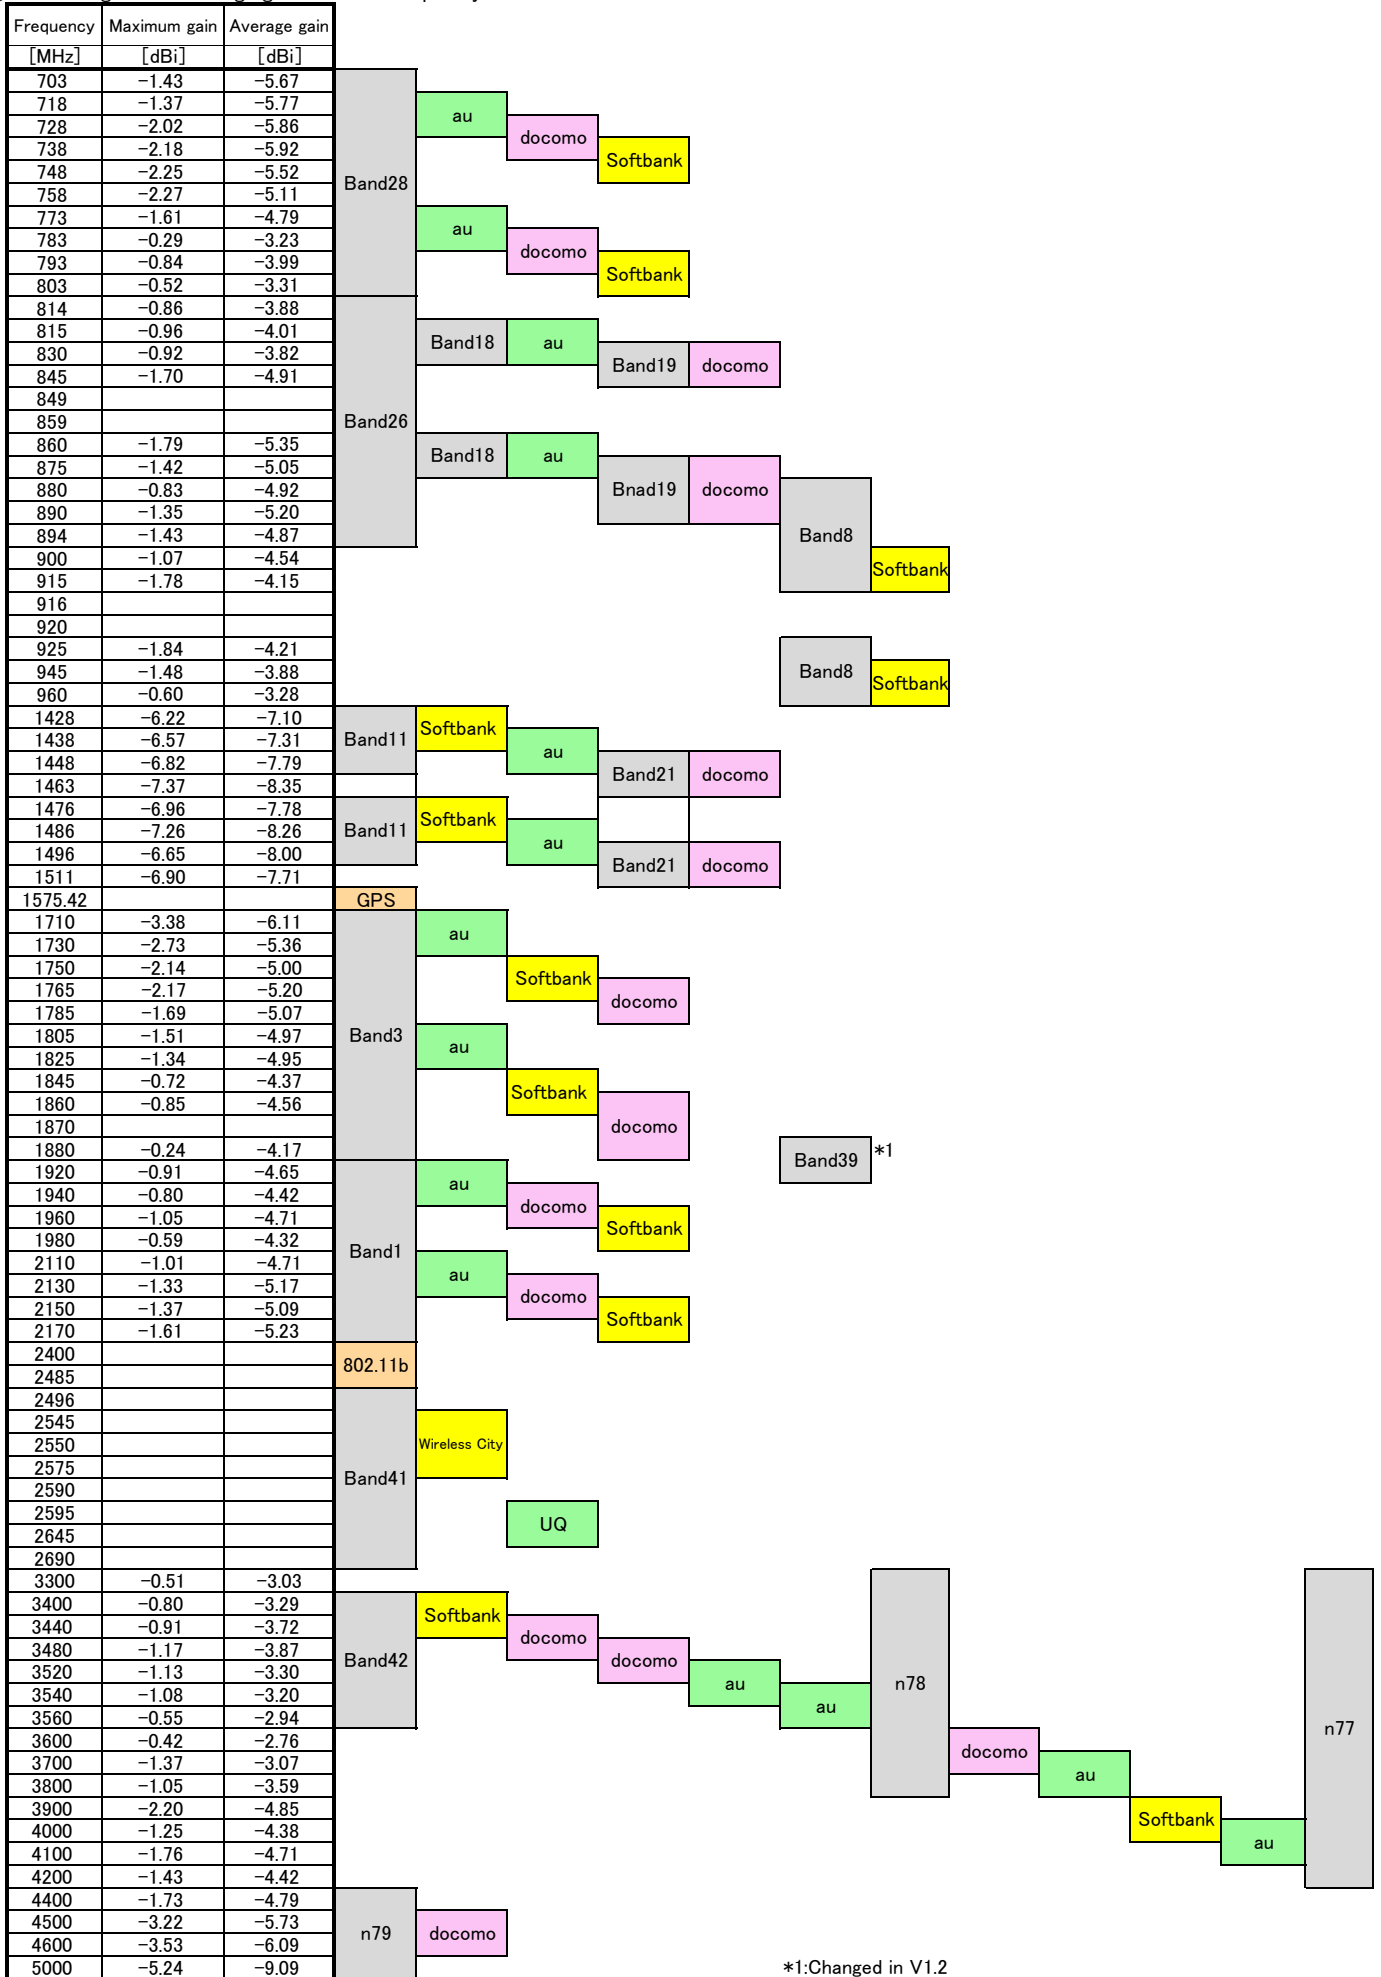 Frequency Maximum gain Average gain
[MHz] [dBi] [dBi]
703 -1.43 -5.67
718 -1.37 -5.77
au
728 -2.02 -5.86
docomo
738 -2.18 -5.92
Softbank
748 -2.25 -5.52
Band28
758 -2.27 -5.11
773 -1.61 -4.79
au
783 -0.29 -3.23
docomo
793 -0.84 -3.99
Softbank
803 -0.52 -3.31
814 -0.86 -3.88
815 -0.96 -4.01
Band18 au
830 -0.92 -3.82
Band19 docomo
845 -1.70 -4.91
849
Band26
859
860 -1.79 -5.35
Band18 au
875 -1.42 -5.05
880 -0.83 -4.92
Bnad19 docomo
890 -1.35 -5.20
894 -1.43 -4.87
Band8
900 -1.07 -4.54
Softbank
915 -1.78 -4.15
916
920
925 -1.84 -4.21
945 -1.48 -3.88
Band8 Softbank
960 -0.60 -3.28
1428 -6.22 -7.10
Softbank
1438 -6.57 -7.31
Band11 au
1448 -6.82 -7.79
Band21 docomo
1463 -7.37 -8.35
1476 -6.96 -7.78
Softbank
1486 -7.26 -8.26
Band11 au
1496 -6.65 -8.00
Band21 docomo
1511 -6.90 -7.71
1575.42 GPS
1710 -3.38 -6.11
au
1730 -2.73 -5.36
1750 -2.14 -5.00
Softbank
1765 -2.17 -5.20
docomo
1785 -1.69 -5.07
1805 -1.51 -4.97
Band3 au
1825 -1.34 -4.95
1845 -0.72 -4.37
Softbank
1860 -0.85 -4.56
1870
docomo
1880 -0.24 -4.17
Band39 *1
1920 -0.91 -4.65
au
1940 -0.80 -4.42
docomo
1960 -1.05 -4.71
Softbank
1980 -0.59 -4.32
Band1
2110 -1.01 -4.71
au
2130 -1.33 -5.17
docomo
2150 -1.37 -5.09
Softbank
2170 -1.61 -5.23
2400
802.11b
2485
2496
2545
2550 Wireless City
2575
Band41
2590
2595
UQ
2645
2690
3300 -0.51 -3.03
3400 -0.80 -3.29
Softbank
3440 -0.91 -3.72
docomo
3480 -1.17 -3.87
Band42 docomo
3520 -1.13 -3.30
au n78
3540 -1.08 -3.20
au
3560 -0.55 -2.94
n77
3600 -0.42 -2.76
docomo
3700 -1.37 -3.07
au
3800 -1.05 -3.59
3900 -2.20 -4.85
Softbank
4000 -1.25 -4.38
au
4100 -1.76 -4.71
4200 -1.43 -4.42
4400 -1.73 -4.79
4500 -3.22 -5.73
n79 docomo
4600 -3.53 -6.09
5000 -5.24 -9.09
*1:Changed in V1.2